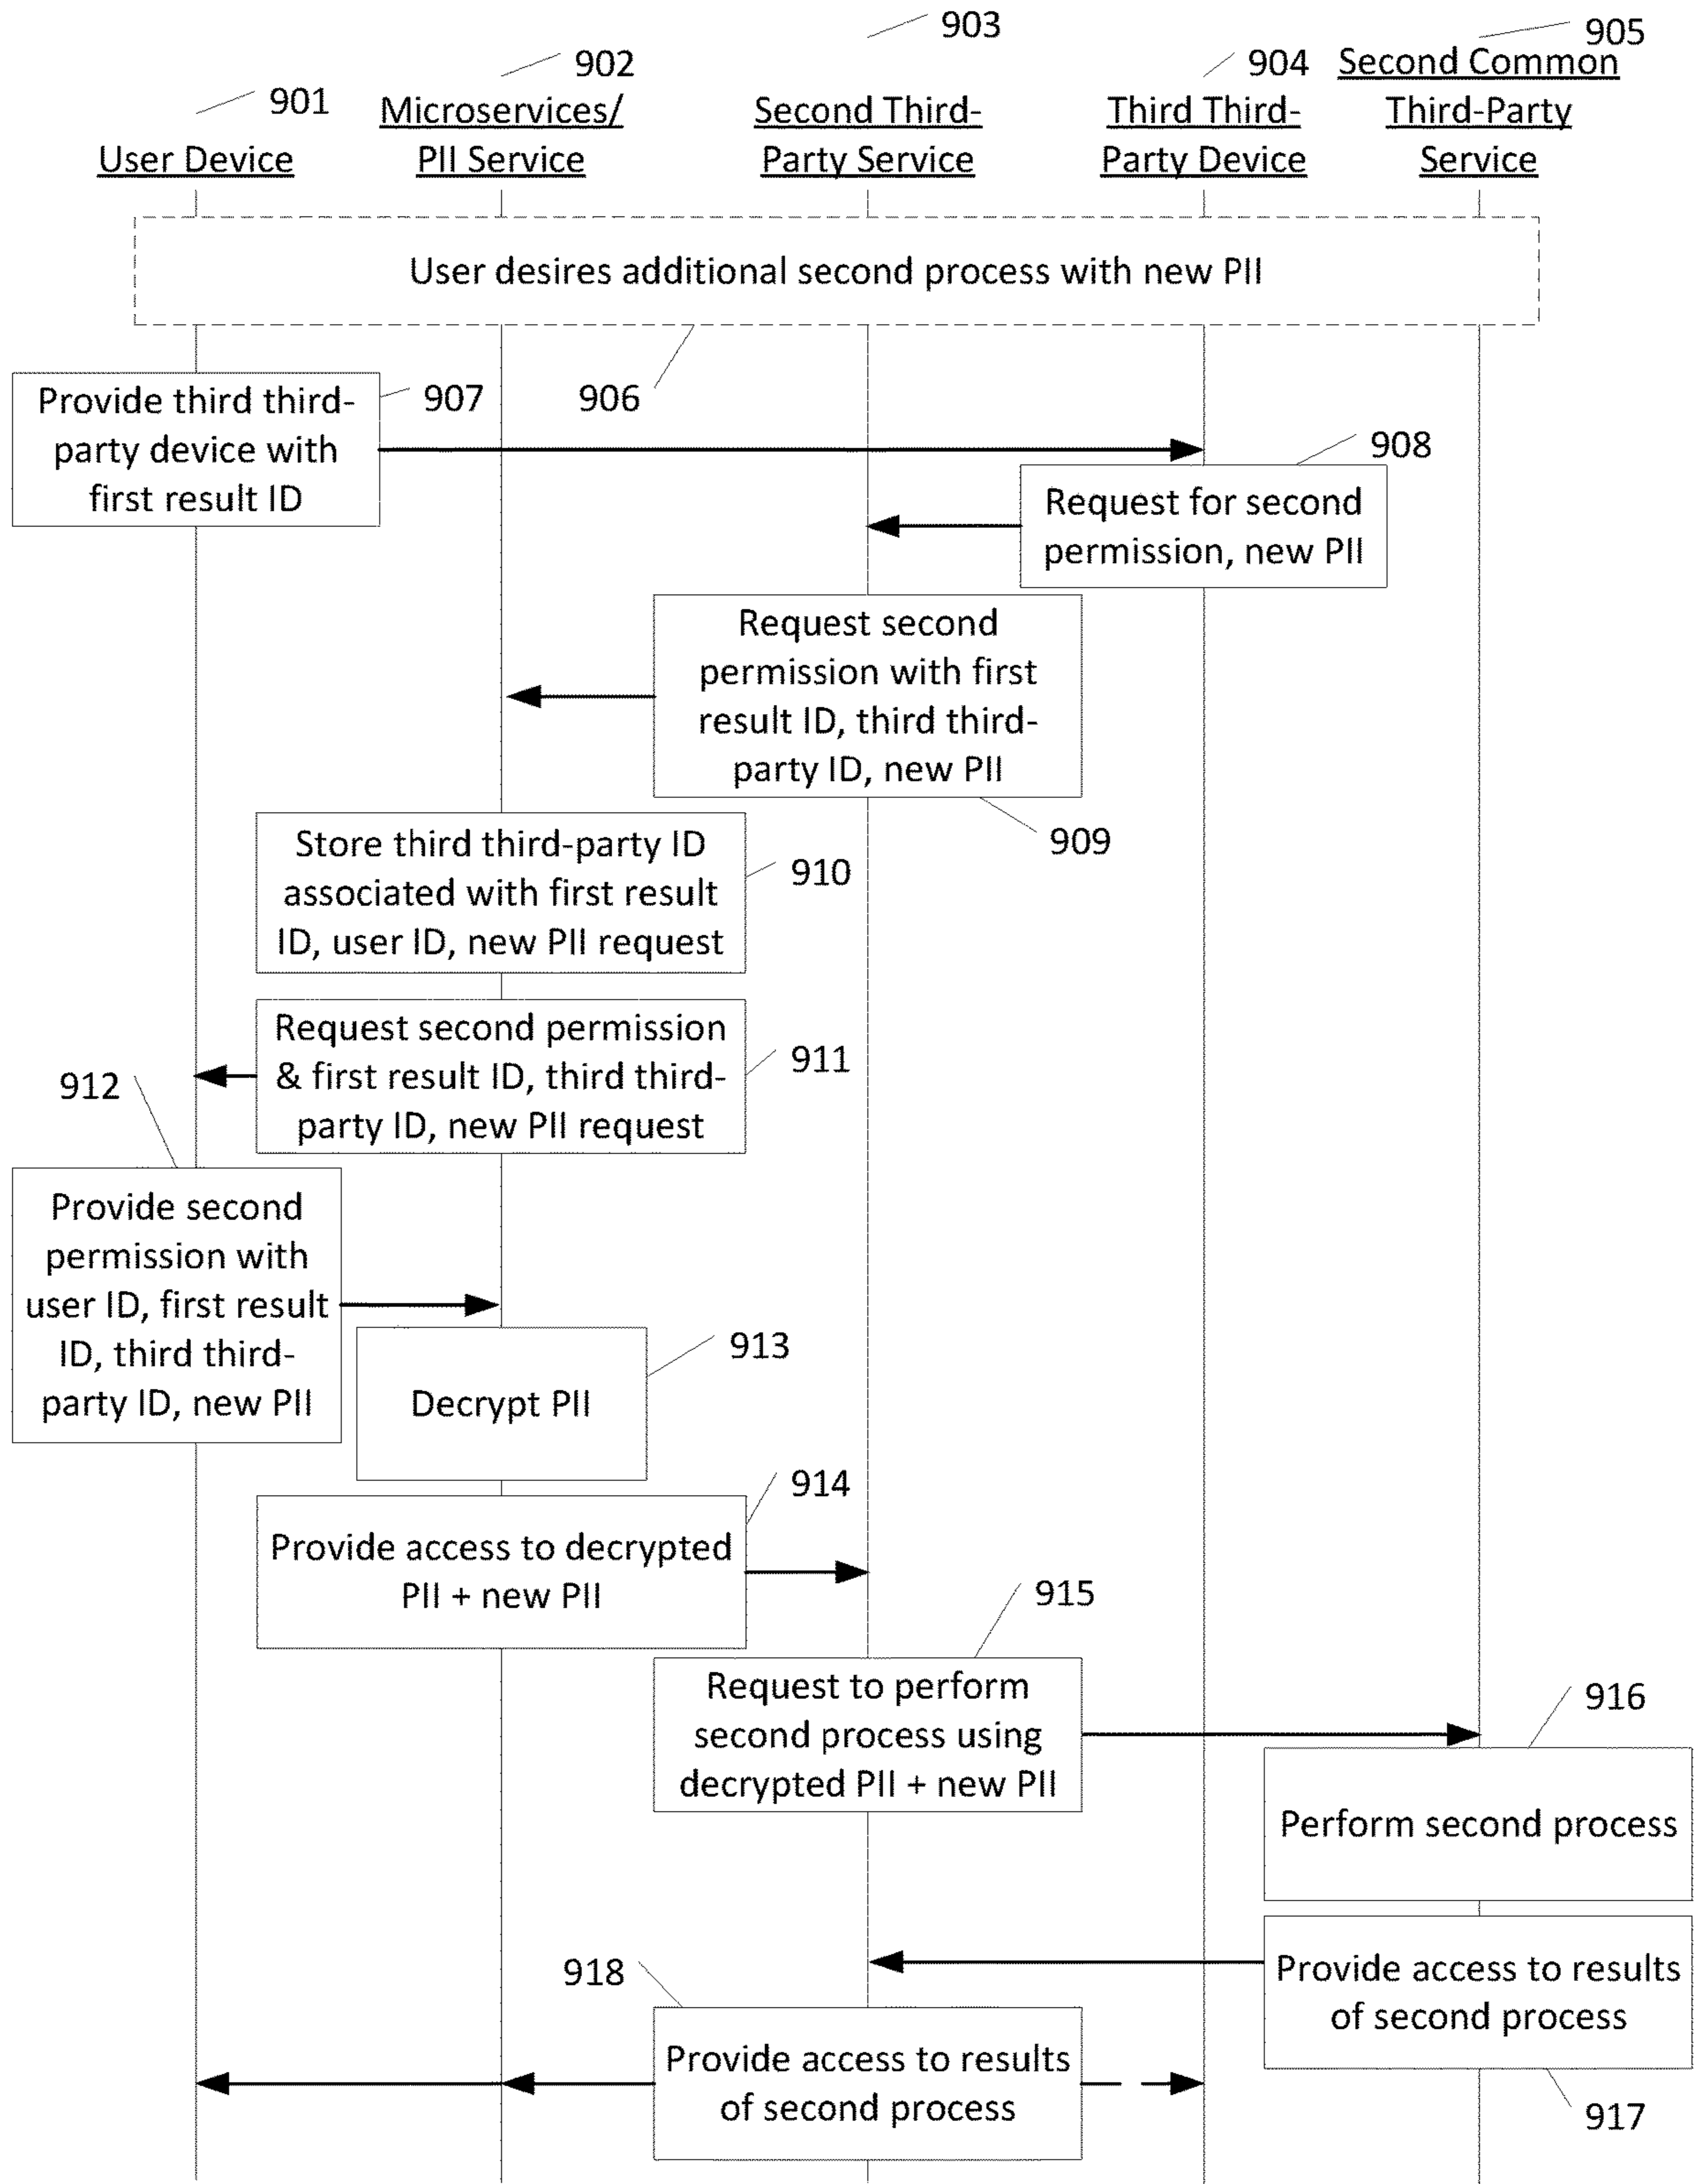 901
User Device
902
Microservices/
PII Service
903
Second Third-
Party Service
904
Third Third-
Party Device
905
Second Common
Third-Party
Service
User desires additional second process with new PII
906
Provide third third-
party device with
first result ID
907
908
Request for second
permission, new PII
Request second
permission with first
result ID, third third-
party ID, new PII
909
Store third third-party ID
associated with first result
ID, user ID, new PII request
910
Request second permission
& first result ID, third third-
party ID, new PII request
911
912
Provide second
permission with
user ID, first result
ID, third third-
party ID, new PII
913
Decrypt PII
914
Provide access to decrypted
PII + new PII
915
Request to perform
second process using
decrypted PII + new PII
916
Perform second process
Provide access to results
of second process
917
918
Provide access to results
of second process